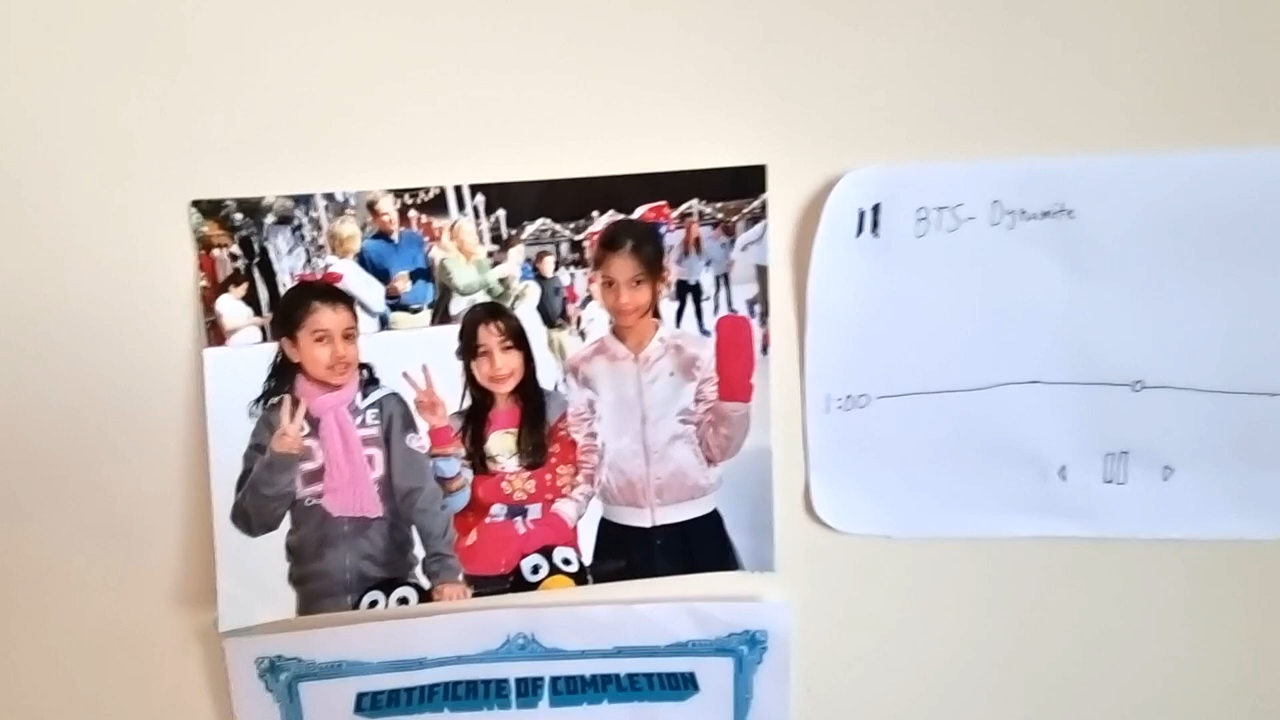 BTS- Dynamite
1:00
CERTIFICATE OF COMPLETION